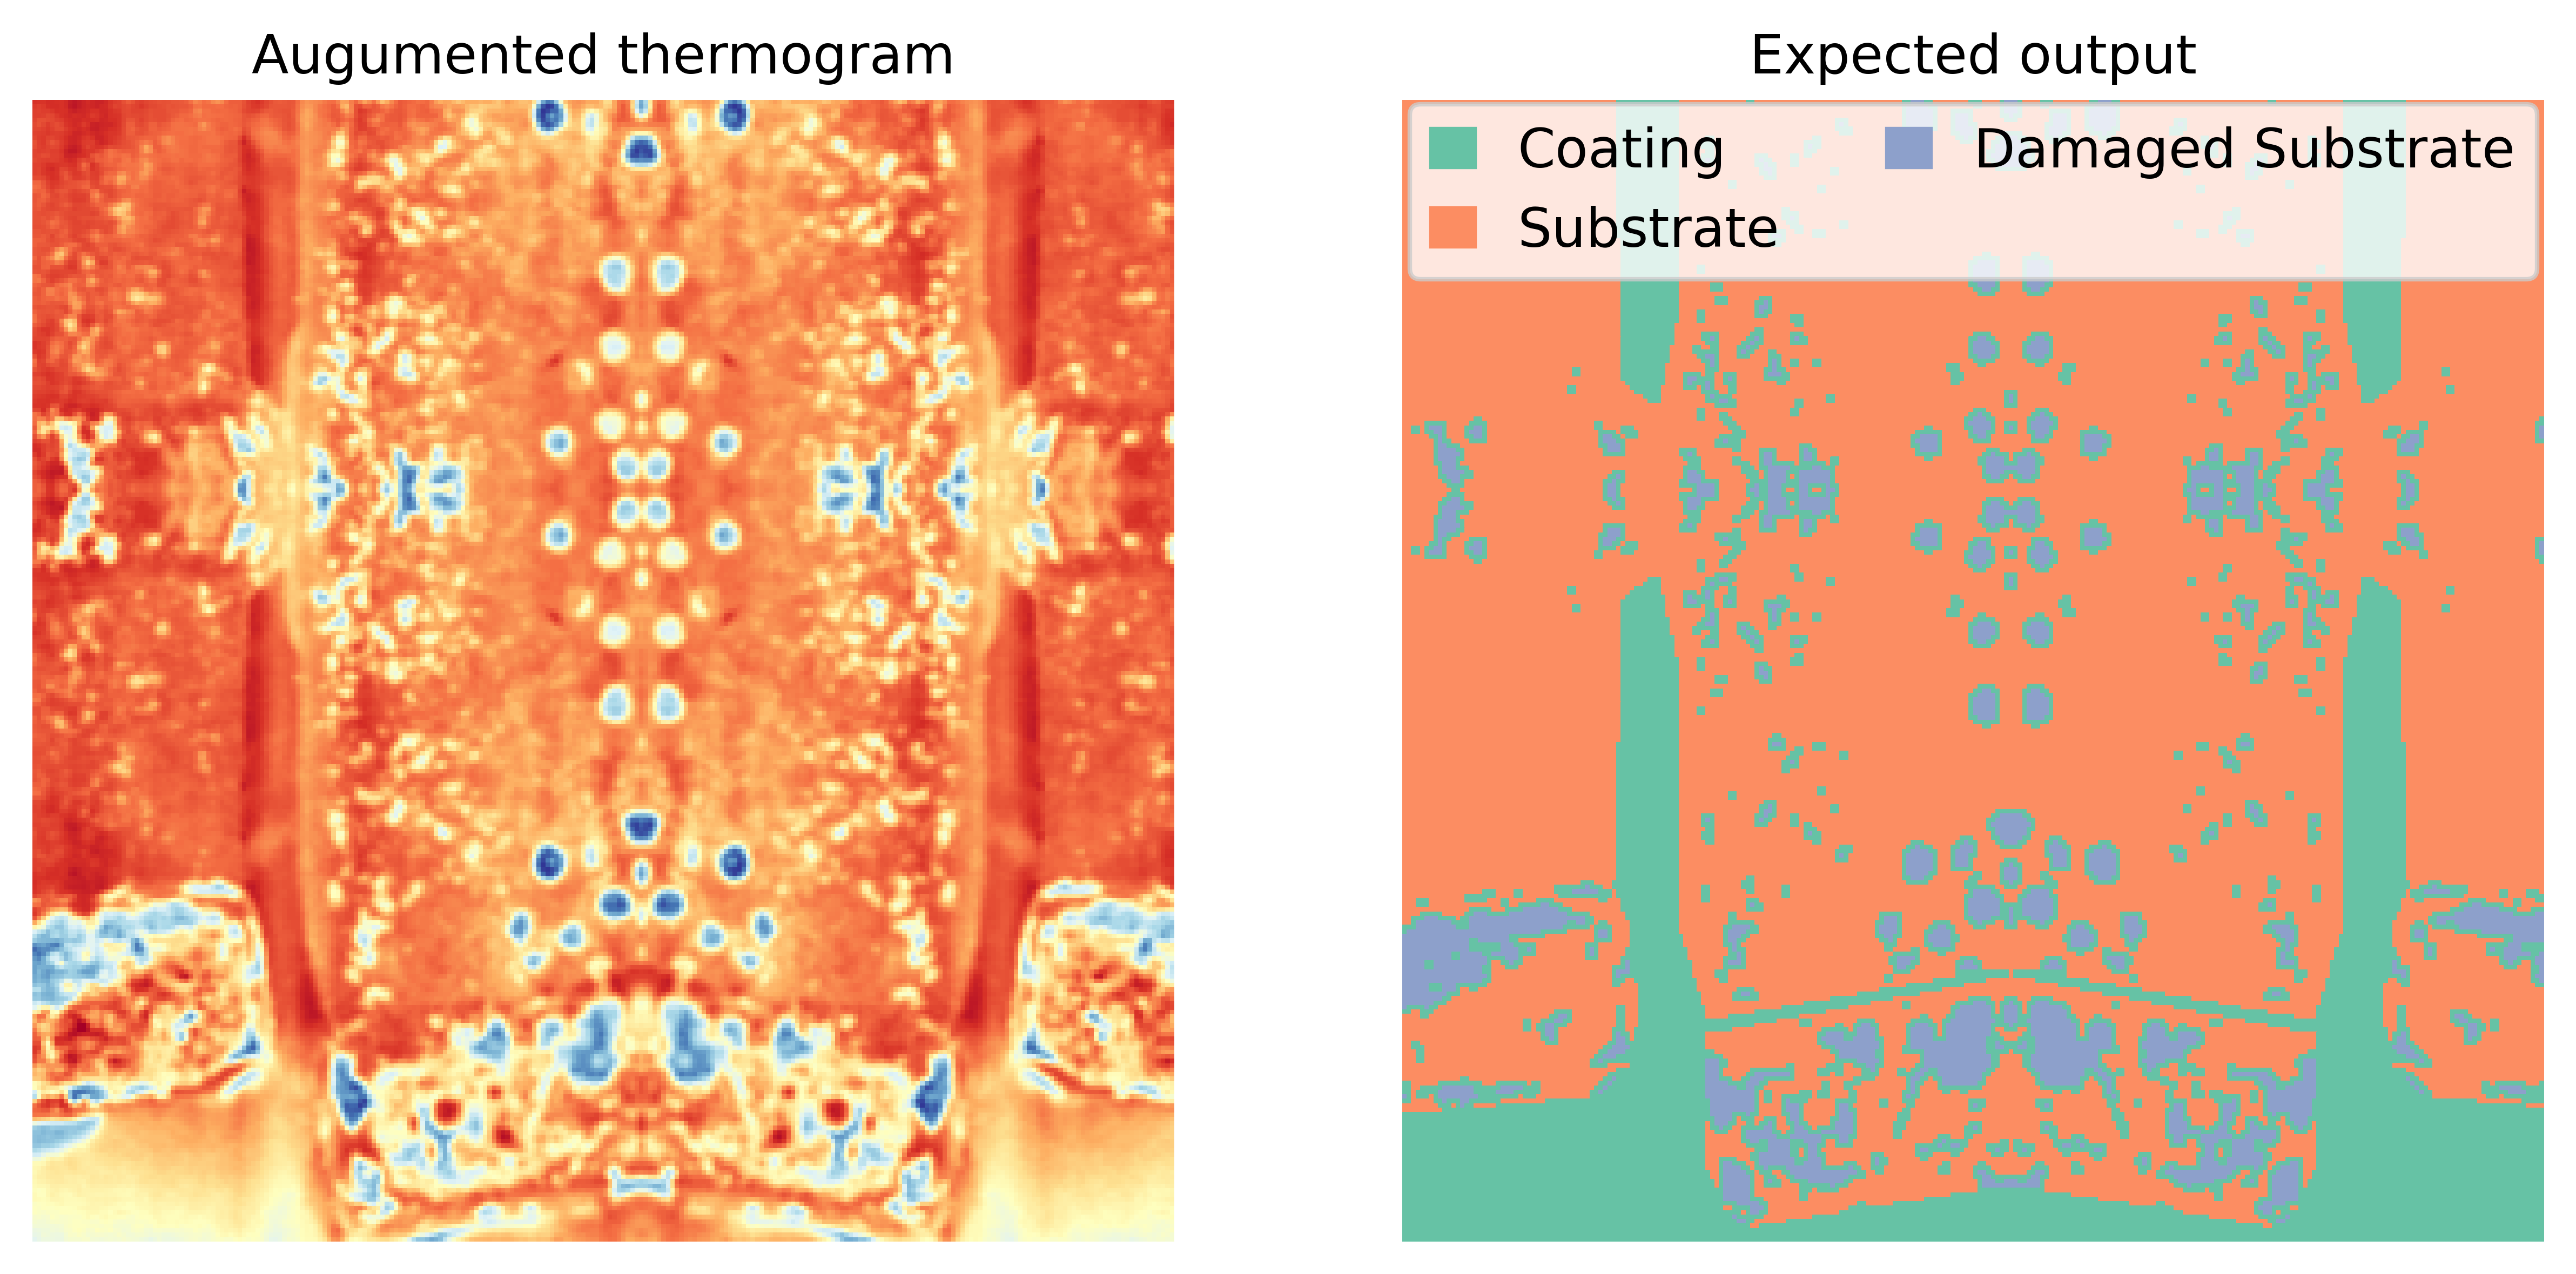 Augumented thermogram
Expected output
Coating
Damaged Substrate
Substrate